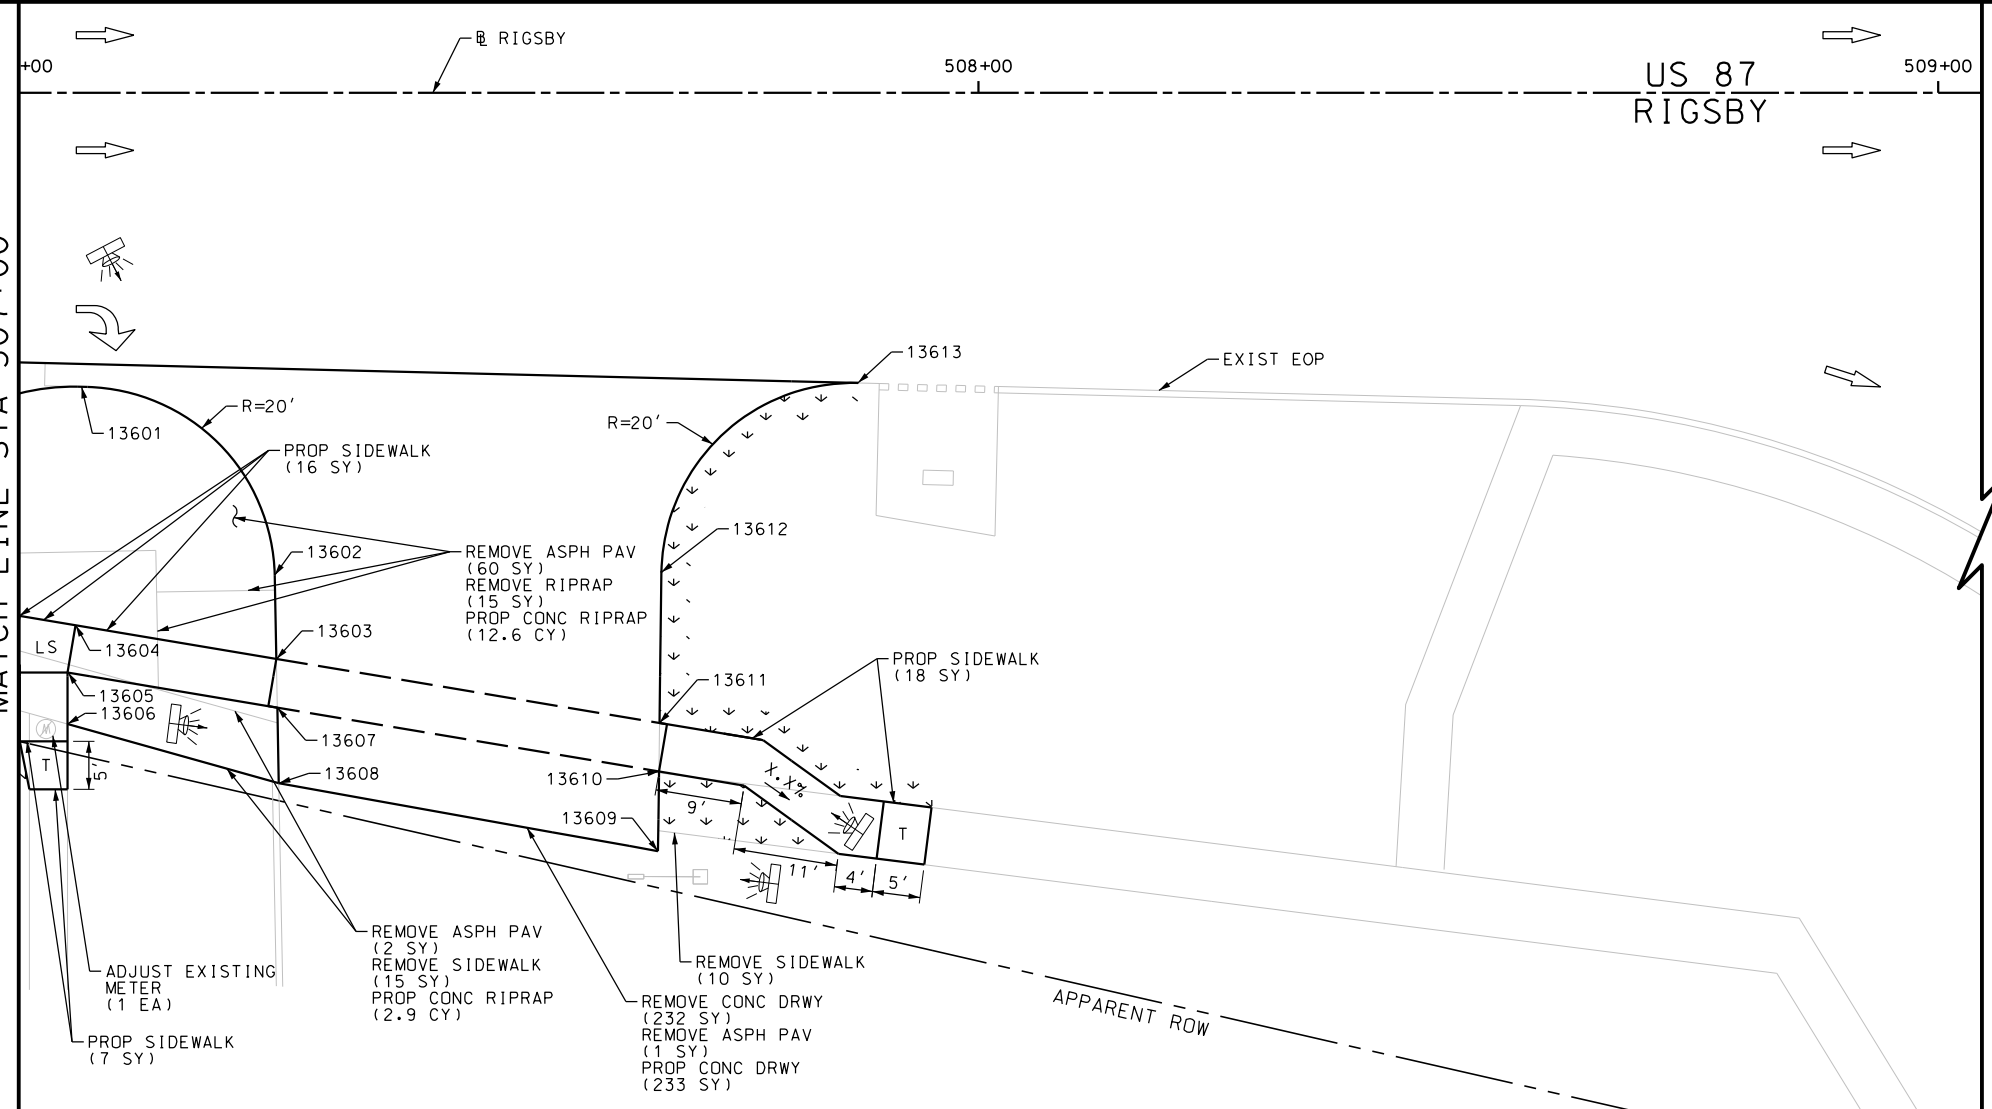 ℄ RIGSBY
+00
508+00
509+00
US 87
RIGSBY
13613
EXIST EOP
R=20'
13601
R=20'
PROP SIDEWALK
(16 SY)
13612
13602
REMOVE ASPH PAV
(60 SY)
REMOVE RIPRAP
(15 SY)
PROP CONC RIPRAP
(12.6 CY)
13603
LS
13604
PROP SIDEWALK
(18 SY)
13611
13605
13606
M
13607
T
5'
13608
13610
X.X%
9'
13609
T
11'
4'
5'
REMOVE ASPH PAV
(2 SY)
REMOVE SIDEWALK
(15 SY)
PROP CONC RIPRAP
(2.9 CY)
ADJUST EXISTING
METER
(1 EA)
REMOVE SIDEWALK
(10 SY)
REMOVE CONC DRWY
(232 SY)
REMOVE ASPH PAV
(1 SY)
PROP CONC DRWY
(233 SY)
APPARENT ROW
PROP SIDEWALK
(7 SY)